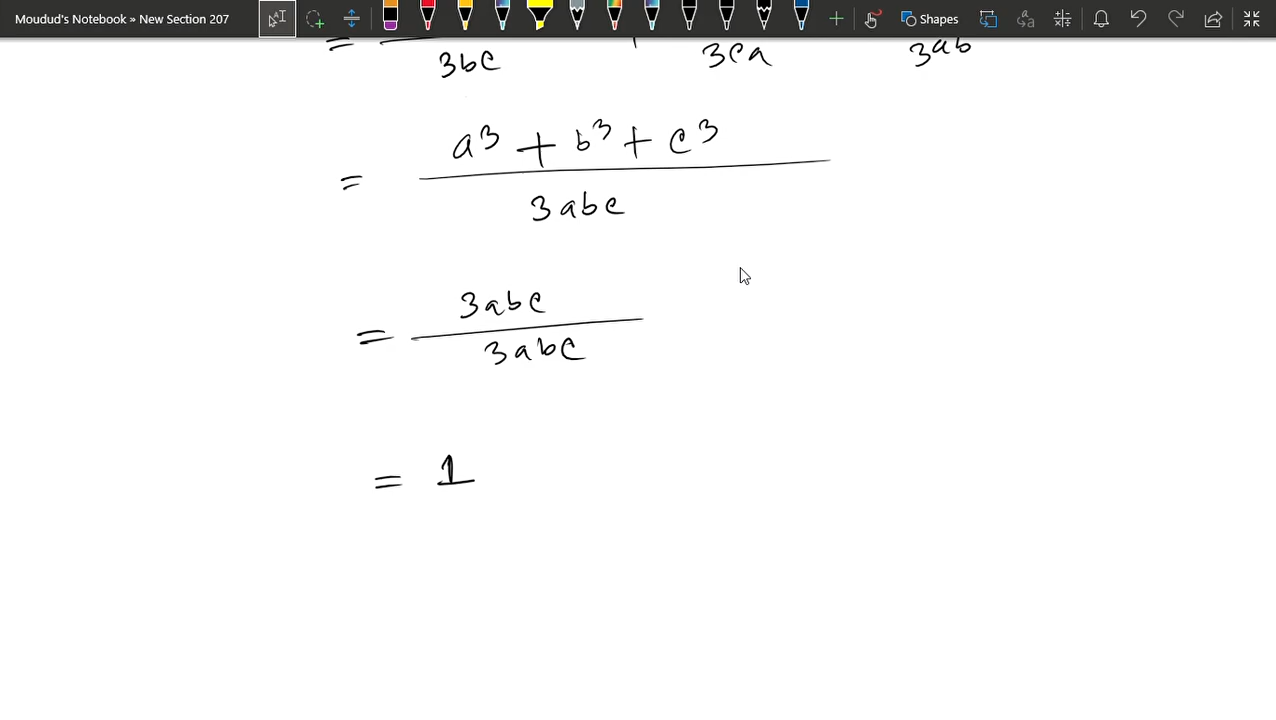 Moudud's Notebook » New Section 207
Shapes
= 3bc 3ca 3ab
= a³ + b³ + c³
3abc
= 3abc
3abc
= 1